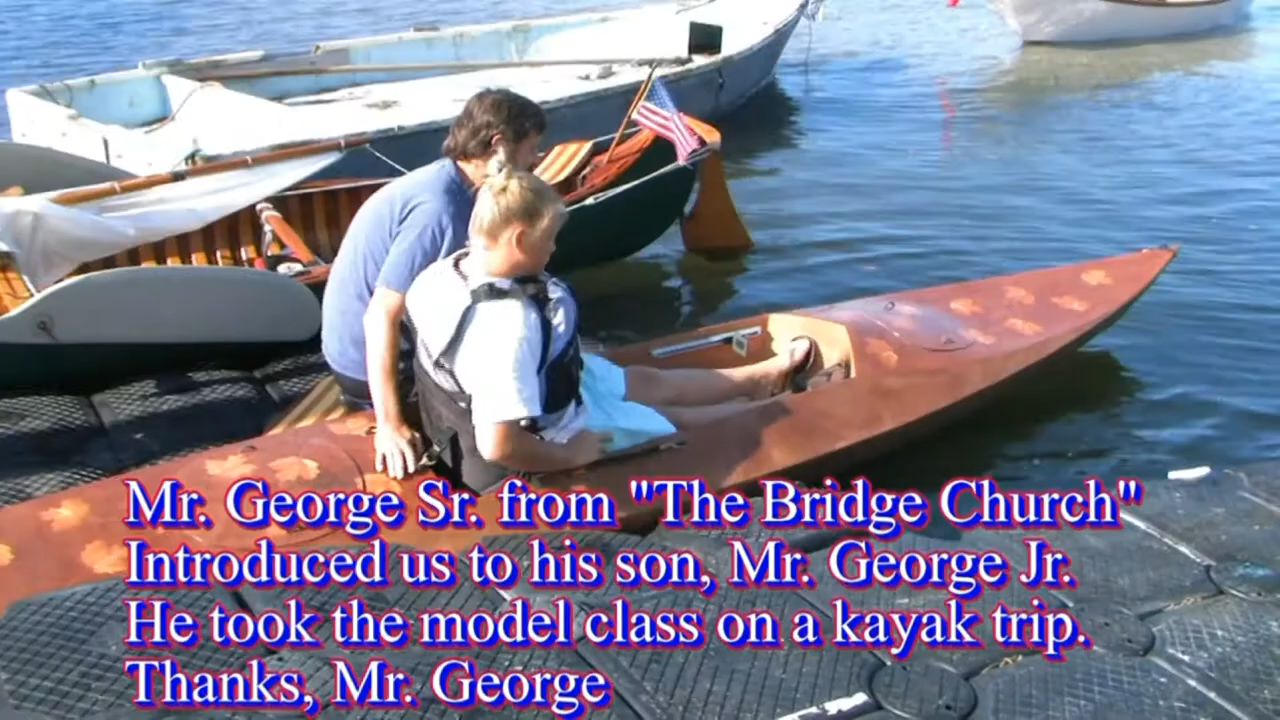 Mr. George Sr. from "The Bridge Church"
Introduced us to his son, Mr. George Jr.
He took the model class on a kayak trip.
Thanks, Mr. George